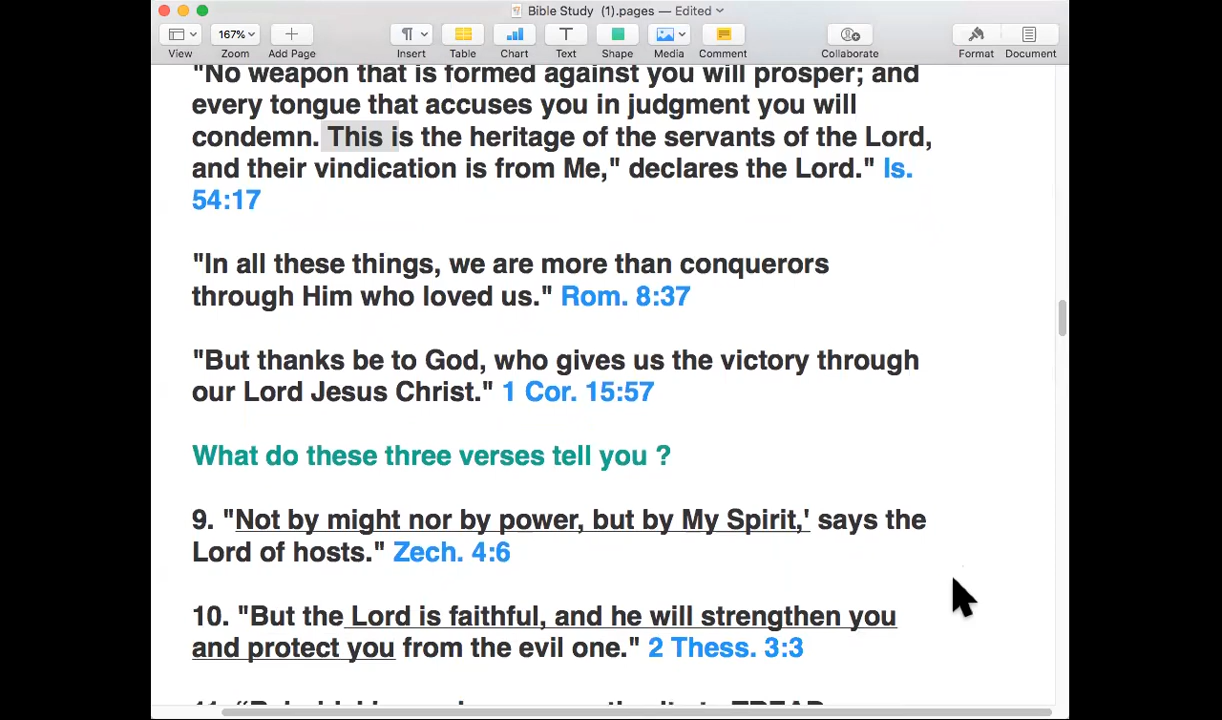 Bible Study (1).pages — Edited
167%
View
Zoom
Add Page
Insert
Table
Chart
Text
Shape
Media
Comment
Collaborate
Format
Document
"No weapon that is formed against you will prosper; and
every tongue that accuses you in judgment you will
condemn. This is the heritage of the servants of the Lord,
and their vindication is from Me," declares the Lord." Is.
54:17
"In all these things, we are more than conquerors
through Him who loved us." Rom. 8:37
"But thanks be to God, who gives us the victory through
our Lord Jesus Christ." 1 Cor. 15:57
What do these three verses tell you ?
9. "Not by might nor by power, but by My Spirit,' says the
Lord of hosts." Zech. 4:6
10. "But the Lord is faithful, and he will strengthen you
and protect you from the evil one." 2 Thess. 3:3